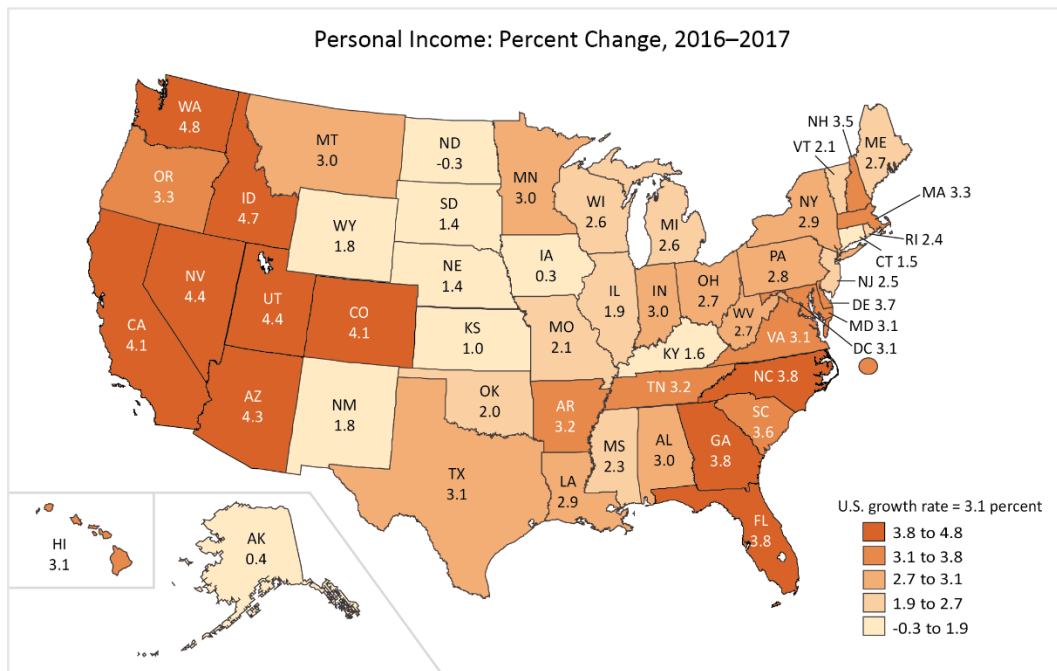 Personal Income: Percent Change, 2016–2017
WA
4.8
MT
3.0
ND
-0.3
MN
3.0
NH 3.5
VT 2.1
ME
2.7
OR
3.3
ID
4.7
SD
1.4
WI
2.6
MI
2.6
NY
2.9
MA 3.3
WY
1.8
RI 2.4
CT 1.5
NV
4.4
NE
1.4
IA
0.3
PA
2.8
NJ 2.5
UT
4.4
CO
4.1
IL
1.9
IN
3.0
OH
2.7
DE 3.7
MD 3.1
DC 3.1
CA
4.1
KS
1.0
MO
2.1
WV
2.7
VA 3.1
KY 1.6
AZ
4.3
NM
1.8
OK
2.0
AR
3.2
TN 3.2
NC 3.8
SC
3.6
TX
3.1
LA
2.9
MS
2.3
AL
3.0
GA
3.8
FL
3.8
HI
3.1
AK
0.4
U.S. growth rate = 3.1 percent
3.8 to 4.8
3.1 to 3.8
2.7 to 3.1
1.9 to 2.7
-0.3 to 1.9